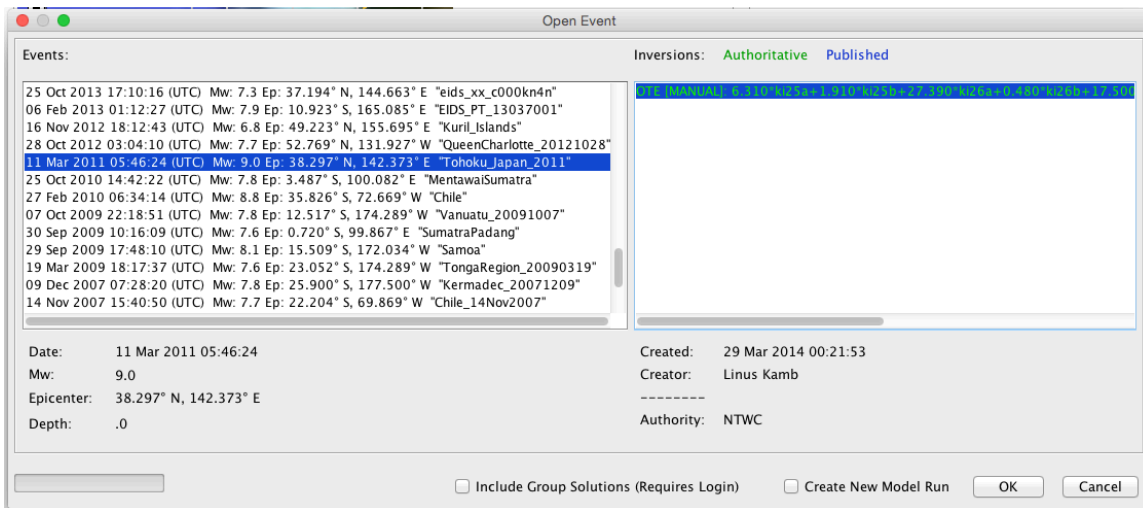 Open Event
Events:
25 Oct 2013 17:10:16 (UTC) Mw: 7.3 Ep: 37.194° N, 144.663° E "eids_xx_c000kn4n"
06 Feb 2013 01:12:27 (UTC) Mw: 7.9 Ep: 10.923° S, 165.085° E "EIDS_PT_13037001"
16 Nov 2012 18:12:43 (UTC) Mw: 6.8 Ep: 49.223° N, 155.695° E "Kuril_Islands"
28 Oct 2012 03:04:10 (UTC) Mw: 7.7 Ep: 52.769° N, 131.927° W "QueenCharlotte_20121028"
11 Mar 2011 05:46:24 (UTC) Mw: 9.0 Ep: 38.297° N, 142.373° E "Tohoku_Japan_2011"
25 Oct 2010 14:42:22 (UTC) Mw: 7.8 Ep: 3.487° S, 100.082° E "MentawaiSumatra"
27 Feb 2010 06:34:14 (UTC) Mw: 8.8 Ep: 35.826° S, 72.669° W "Chile"
07 Oct 2009 22:18:51 (UTC) Mw: 7.8 Ep: 12.517° S, 174.289° W "Vanuatu_20091007"
30 Sep 2009 10:16:09 (UTC) Mw: 7.6 Ep: 0.720° S, 99.867° E "SumatraPadang"
29 Sep 2009 17:48:10 (UTC) Mw: 8.1 Ep: 15.509° S, 172.034° W "Samoa"
19 Mar 2009 18:17:37 (UTC) Mw: 7.6 Ep: 23.052° S, 174.289° W "TongaRegion_20090319"
09 Dec 2007 07:28:20 (UTC) Mw: 7.8 Ep: 25.900° S, 177.500° W "Kermadec_20071209"
14 Nov 2007 15:40:50 (UTC) Mw: 7.7 Ep: 22.204° S, 69.869° W "Chile_14Nov2007"
Date: 11 Mar 2011 05:46:24
Mw: 9.0
Epicenter: 38.297° N, 142.373° E
Depth: .0
Inversions: Authoritative Published
OTE [MANUAL]: 6.310*ki25a+1.910*ki25b+27.390*ki26a+0.480*ki26b+17.500
Created: 29 Mar 2014 00:21:53
Creator: Linus Kamb
--------
Authority: NTWC
Include Group Solutions (Requires Login) Create New Model Run OK Cancel